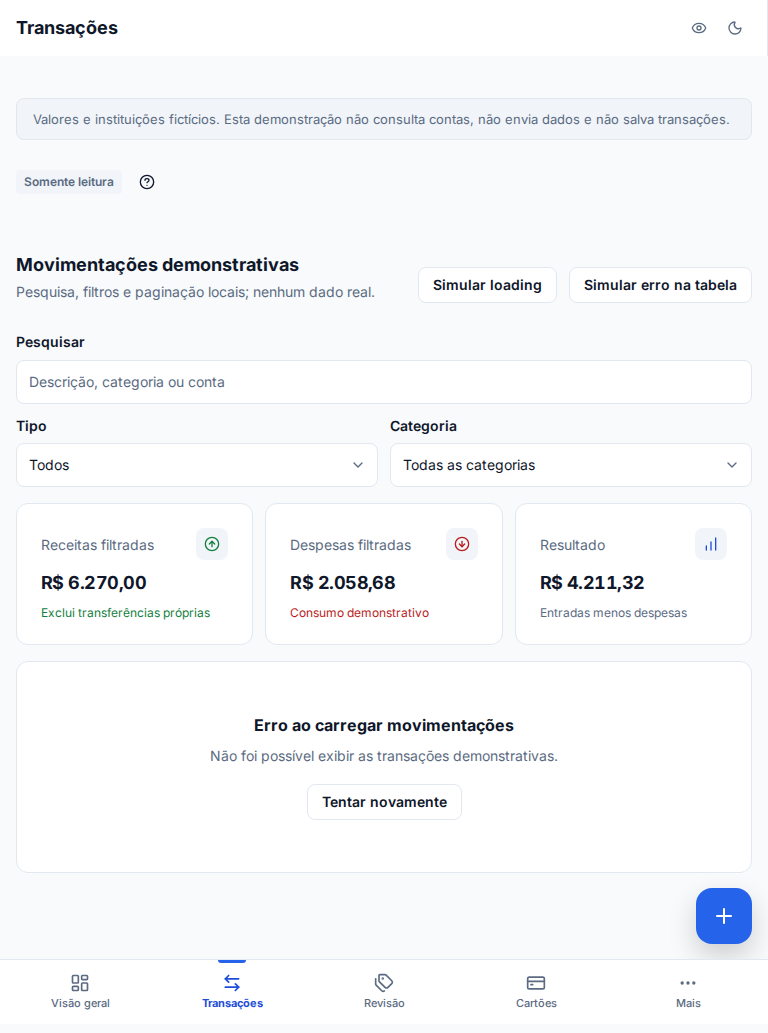 Transações
Valores e instituições fictícios. Esta demonstração não consulta contas, não envia dados e não salva transações.
Somente leitura
Movimentações demonstrativas
Pesquisa, filtros e paginação locais; nenhum dado real.
Simular loading
Simular erro na tabela
Pesquisar
Descrição, categoria ou conta
Tipo
Categoria
Todos
Todas as categorias
Receitas filtradas
R$ 6.270,00
Exclui transferências próprias
Despesas filtradas
R$ 2.058,68
Consumo demonstrativo
Resultado
R$ 4.211,32
Entradas menos despesas
Erro ao carregar movimentações
Não foi possível exibir as transações demonstrativas.
Tentar novamente
Visão geral
Transações
Revisão
Cartões
Mais